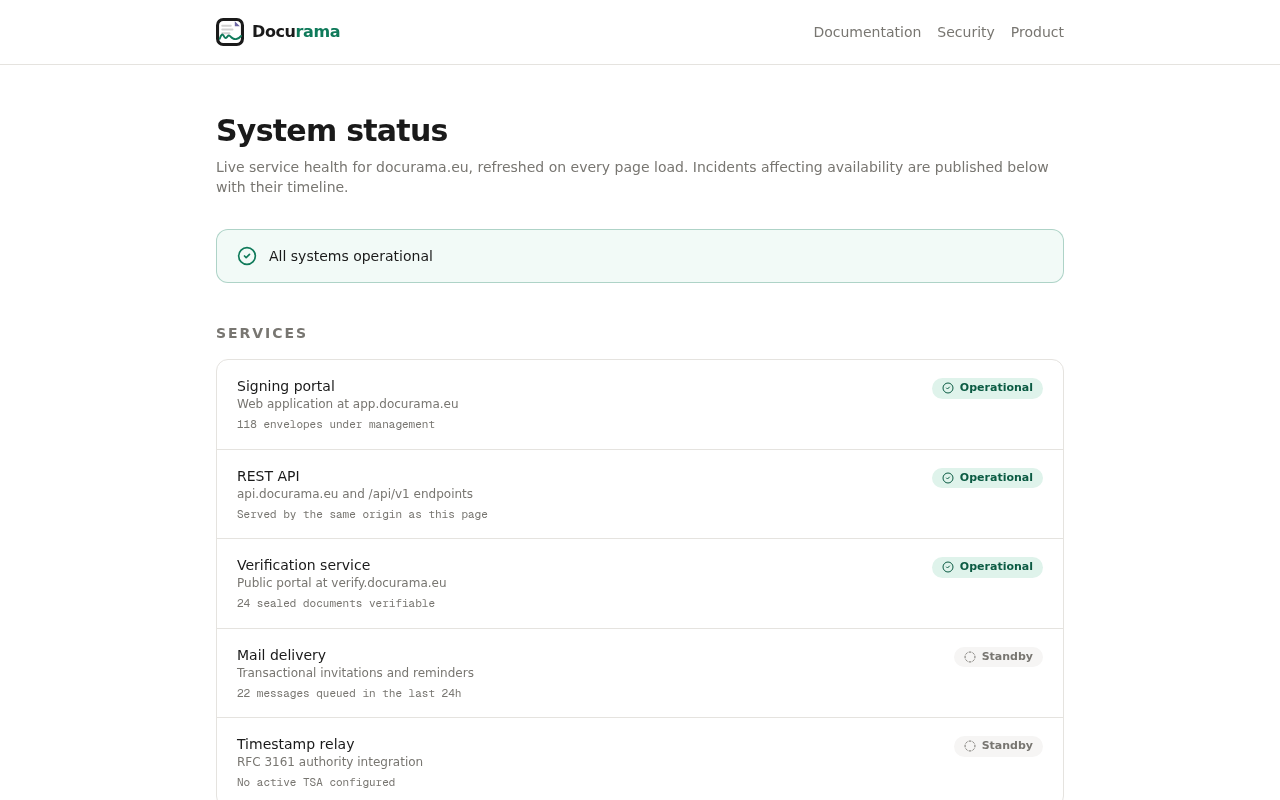 Docurama
Documentation Security Product
System status
Live service health for docurama.eu, refreshed on every page load. Incidents affecting availability are published below
with their timeline.
All systems operational
SERVICES
Signing portal
Operational
Web application at app.docurama.eu
118 envelopes under management
REST API
Operational
api.docurama.eu and /api/v1 endpoints
Served by the same origin as this page
Verification service
Operational
Public portal at verify.docurama.eu
24 sealed documents verifiable
Mail delivery
Standby
Transactional invitations and reminders
22 messages queued in the last 24h
Timestamp relay
Standby
RFC 3161 authority integration
No active TSA configured